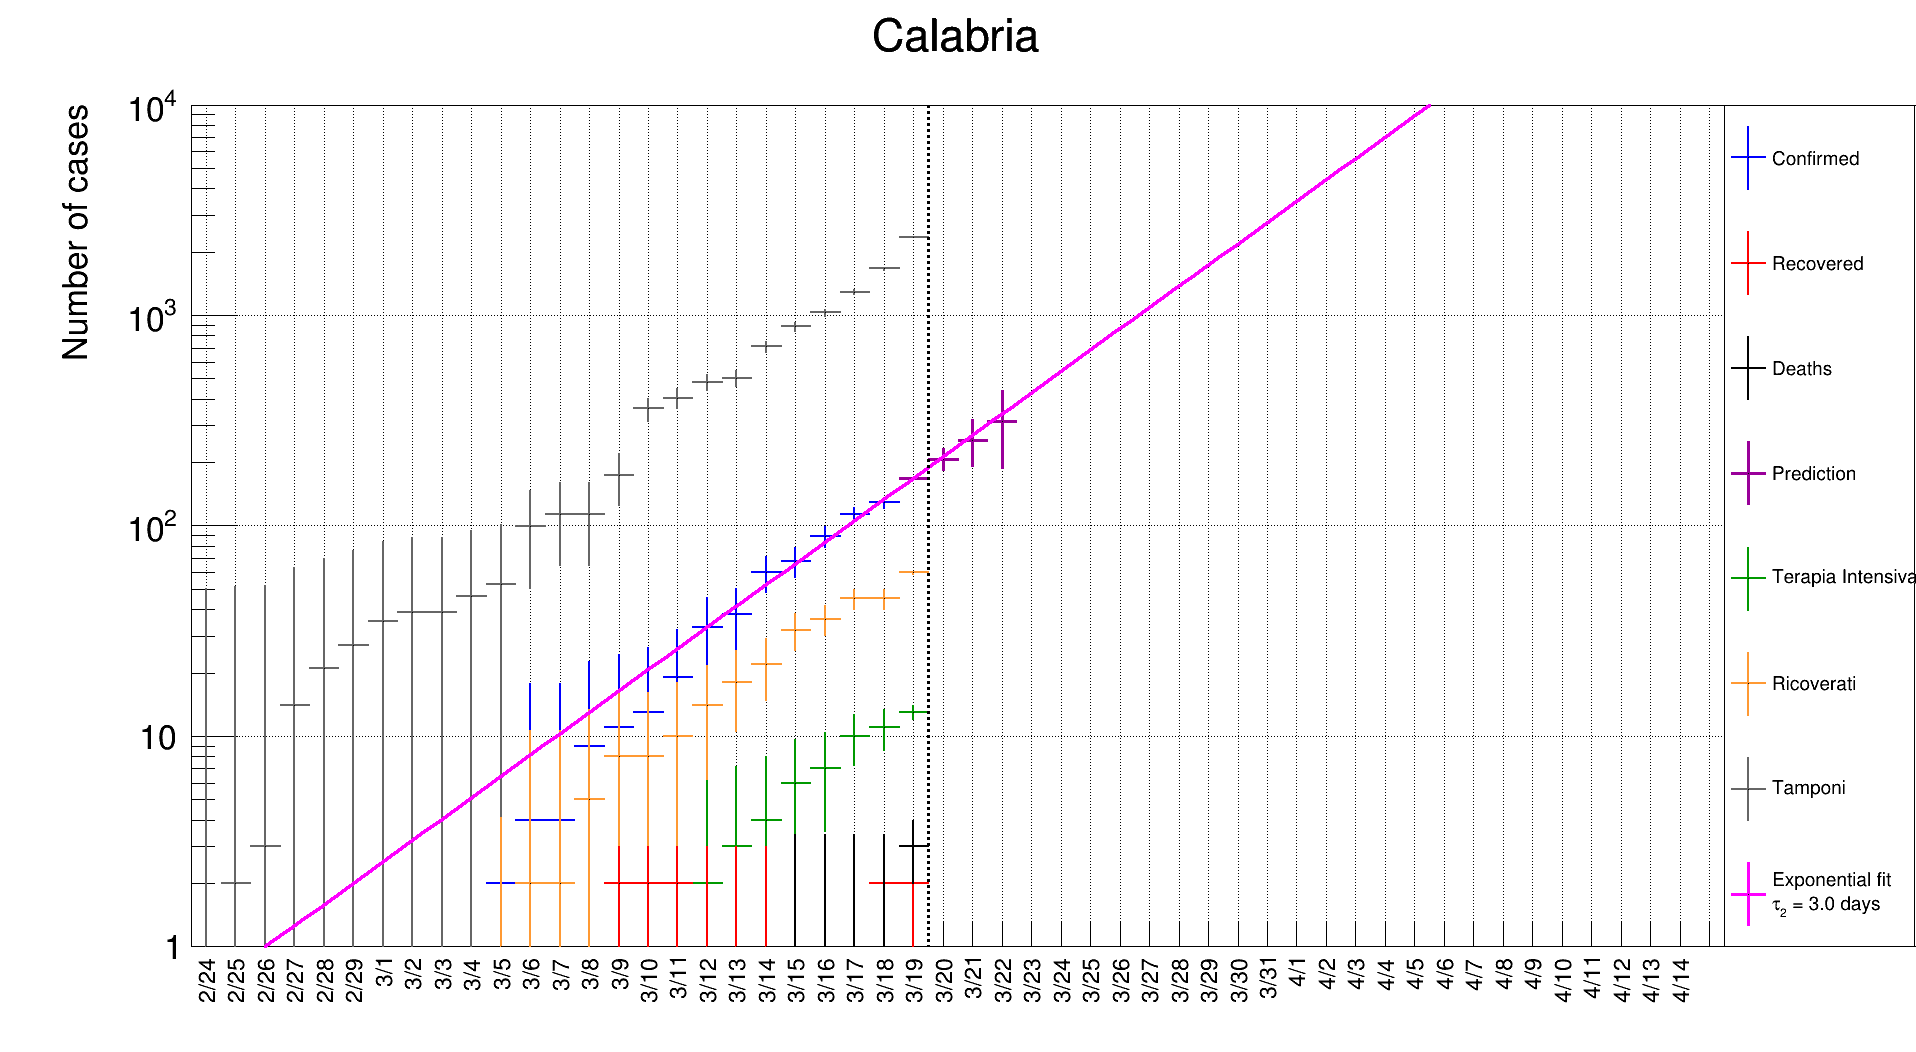 Calabria
Number of cases
10^4
10^3
10^2
10
1
2/24 2/25 2/26 2/27 2/28 2/29 3/1 3/2 3/3 3/4 3/5 3/6 3/7 3/8 3/9 3/10 3/11 3/12 3/13 3/14 3/15 3/16 3/17 3/18 3/19 3/20 3/21 3/22 3/23 3/24 3/25 3/26 3/27 3/28 3/29 3/30 3/31 4/1 4/2 4/3 4/4 4/5 4/6 4/7 4/8 4/9 4/10 4/11 4/12 4/13 4/14
Confirmed
Recovered
Deaths
Prediction
Terapia Intensiva
Ricoverati
Tamponi
Exponential fit
τ_2 = 3.0 days